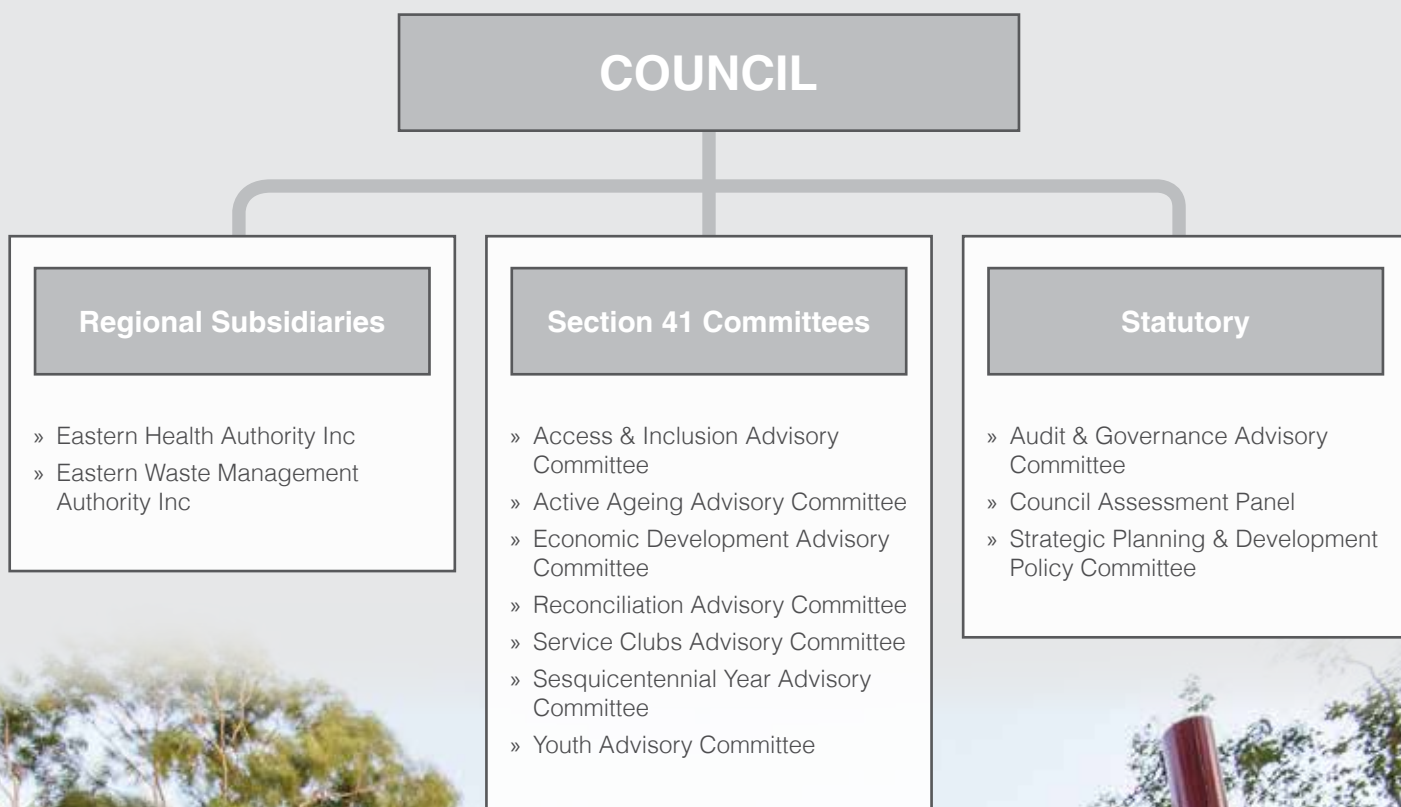 COUNCIL
Regional Subsidiaries
» Eastern Health Authority Inc
» Eastern Waste Management
Authority Inc
Section 41 Committees
» Access & Inclusion Advisory
Committee
» Active Ageing Advisory Committee
» Economic Development Advisory
Committee
» Reconciliation Advisory Committee
» Service Clubs Advisory Committee
» Sesquicentennial Year Advisory
Committee
» Youth Advisory Committee
Statutory
» Audit & Governance Advisory
Committee
» Council Assessment Panel
» Strategic Planning & Development
Policy Committee